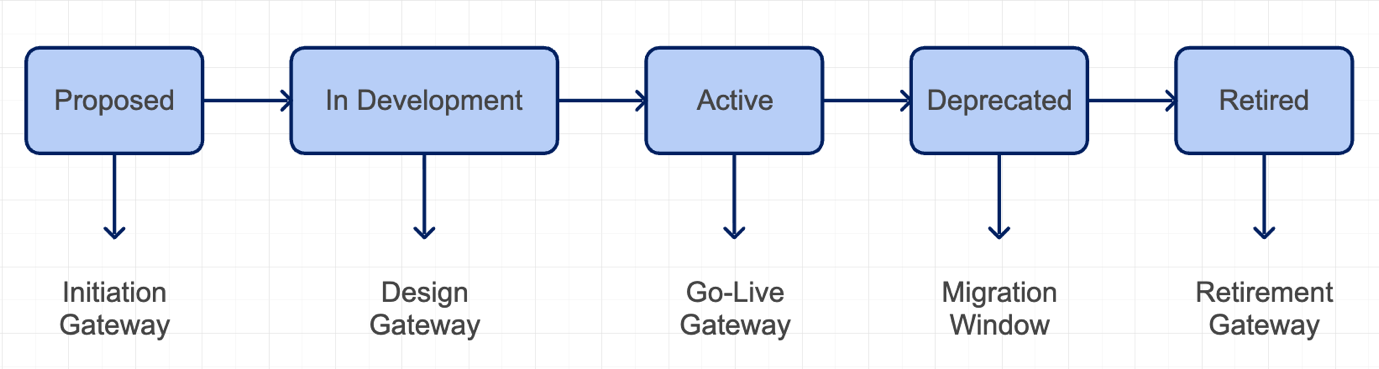 Proposed
In Development
Active
Deprecated
Retired
Initiation
Gateway
Design
Gateway
Go-Live
Gateway
Migration
Window
Retirement
Gateway